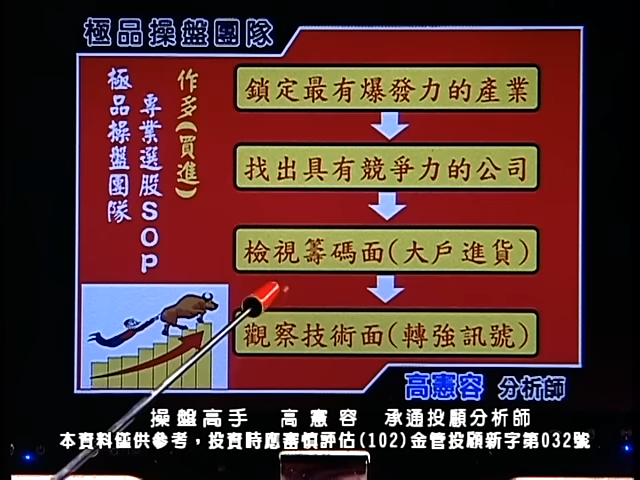 極品操盤團隊
作多(買進)
專業選股SOP
極品操盤團隊
鎖定最有爆發力的產業
找出具有競爭力的公司
檢視籌碼面(大戶進貨)
觀察技術面(轉強訊號)
高憲容 分析師
操盤高手 高憲容 承通投顧分析師
本資料僅供參考，投資時應審慎評估(102)金管投顧新字第032號